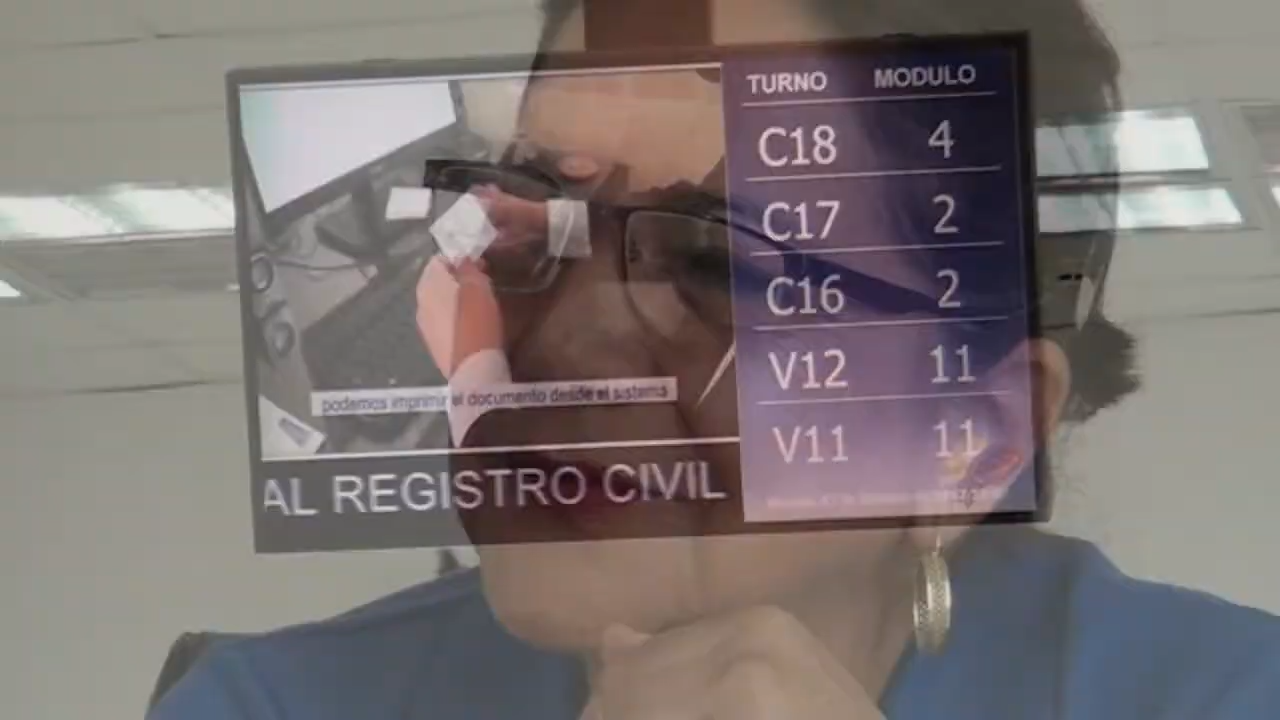 TURNO MODULO
C18 4
C17 2
C16 2
V12 11
V11 11
podemos imprimir el documento desde el sistema
AL REGISTRO CIVIL